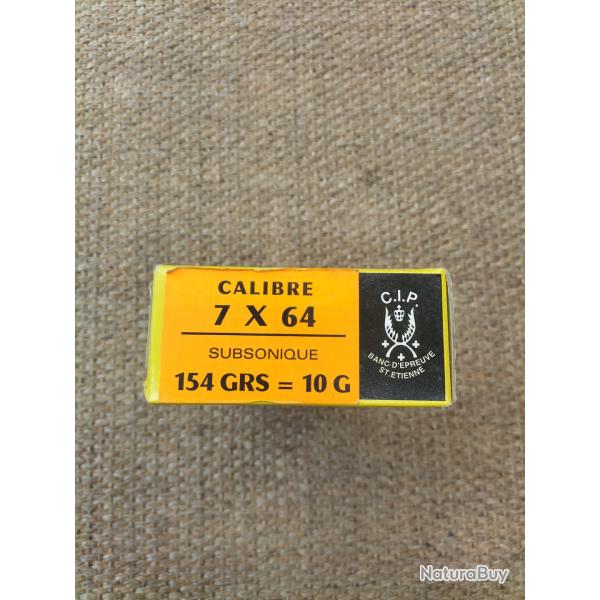 CALIBRE
7 X 64
SUBSONIQUE
154 GRS = 10 G
C.I.P.
BANC·D'EPREUVE
ST.ETIENNE
NaturaBuy